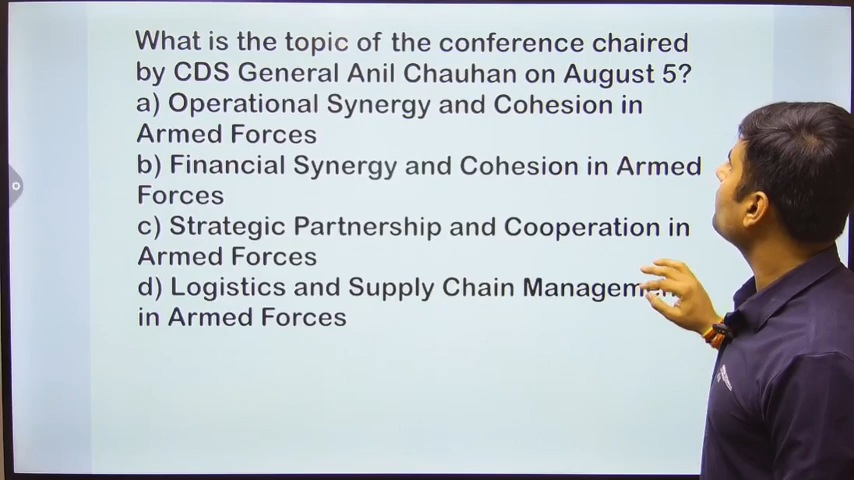 What is the topic of the conference chaired
by CDS General Anil Chauhan on August 5?
a) Operational Synergy and Cohesion in
Armed Forces
b) Financial Synergy and Cohesion in Armed
Forces
c) Strategic Partnership and Cooperation in
Armed Forces
d) Logistics and Supply Chain Management
in Armed Forces